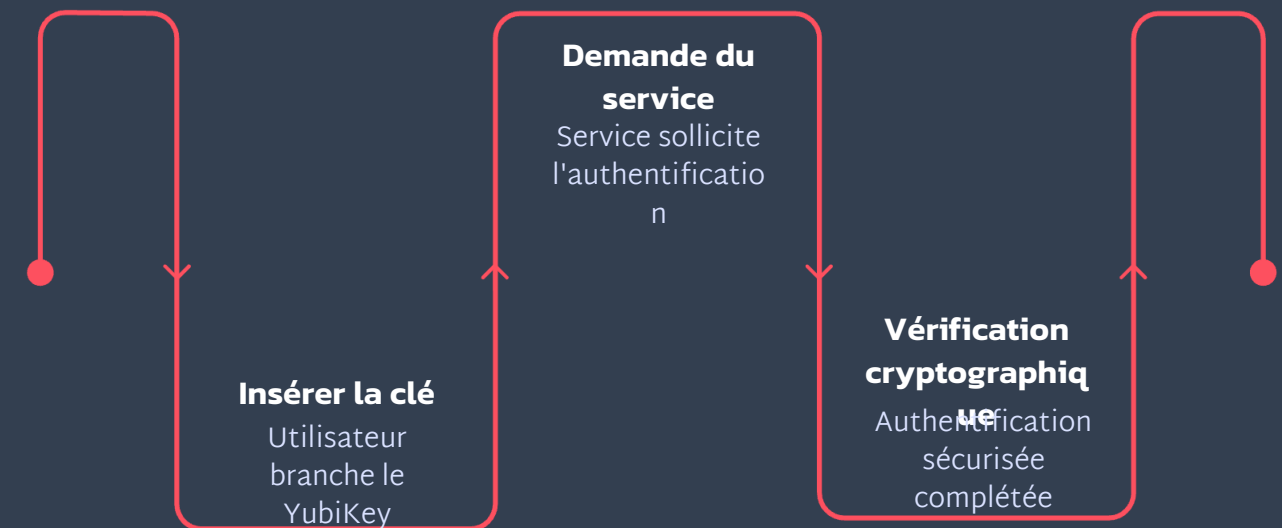 Insérer la clé
Utilisateur
branche le
YubiKey
Demande du
service
Service sollicite
l'authentificatio
n
Vérification
cryptographiq
ue
Authentification
sécurisée
complétée